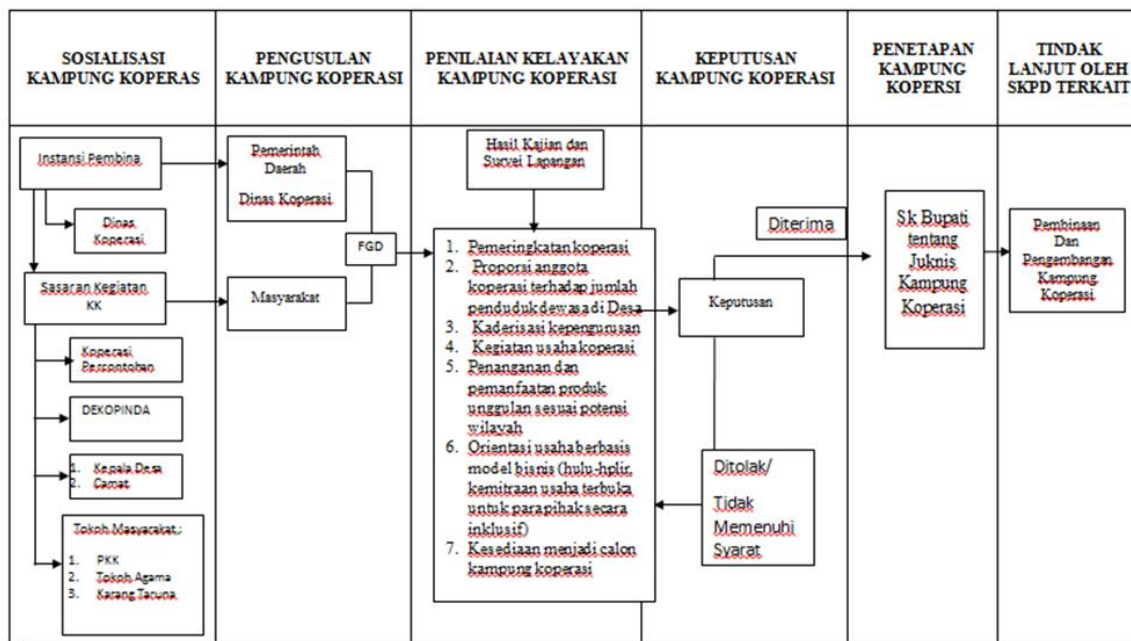 SOSIALISASI
KAMPUNG KOPERAS
PENGUSULAN
KAMPUNG KOPERASI
PENILAIAN KELAYAKAN
KAMPUNG KOPERASI
KEPUTUSAN
KAMPUNG KOPERASI
PENETAPAN
KAMPUNG
KOPERSI
TINDAK
LANJUT OLEH
SKPD TERKAIT
Instansi Pembina
Dinas
Koperasi
Sasaran Kegiatan
KK
Koperasi
Percontohan
DEKOPINDA
1. Kepala Desa
2. Camat
Tokoh Masyarakat :
1. PKK
2. Tokoh Agama
3. Karang Taruna
Pemerintah
Daerah
Dinas Koperasi
Masyarakat
FGD
Hasil Kajian dan
Survei Lapangan
1. Pemeringkatan koperasi
2. Proporsi anggota
koperasi terhadap jumlah
penduduk dewasa di Desa
3. Kaderisasi kepengurusan
4. Kegiatan usaha koperasi
5. Penanganan dan
pemanfaatan produk
unggulan sesuai potensi
wilayah
6. Orientasi usaha berbasis
model bisnis (hulu-hplir,
kemitraan usaha terbuka
untuk para pihak secara
inklusif)
7. Kesediaan menjadi calon
kampung koperasi
Diterima
Keputusan
Ditolak/
Tidak
Memenuhi
Syarat
Sk Bupati
tentang
Juknis
Kampung
Koperasi
Pembinaan
Dan
Pengembangan
Kampung
Koperasi